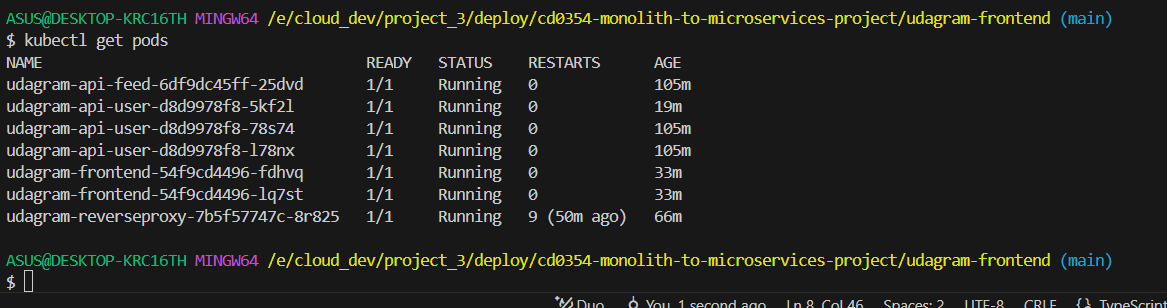 ASUS@DESKTOP-KRC16TH MINGW64 /e/cloud_dev/project_3/deploy/cd0354-monolith-to-microservices-project/udagram-frontend (main)
$ kubectl get pods
NAME READY STATUS RESTARTS AGE
udagram-api-feed-6df9dc45ff-25dvd 1/1 Running 0 105m
udagram-api-user-d8d9978f8-5kf2l 1/1 Running 0 19m
udagram-api-user-d8d9978f8-78s74 1/1 Running 0 105m
udagram-api-user-d8d9978f8-l78nx 1/1 Running 0 105m
udagram-frontend-54f9cd4496-fdhvq 1/1 Running 0 33m
udagram-frontend-54f9cd4496-lq7st 1/1 Running 0 33m
udagram-reverseproxy-7b5f57747c-8r825 1/1 Running 9 (50m ago) 66m
ASUS@DESKTOP-KRC16TH MINGW64 /e/cloud_dev/project_3/deploy/cd0354-monolith-to-microservices-project/udagram-frontend (main)
$
Duo You, 1 second ago Ln 8, Col 46 Spaces: 2 UTF-8 CRLF {} TypeScript